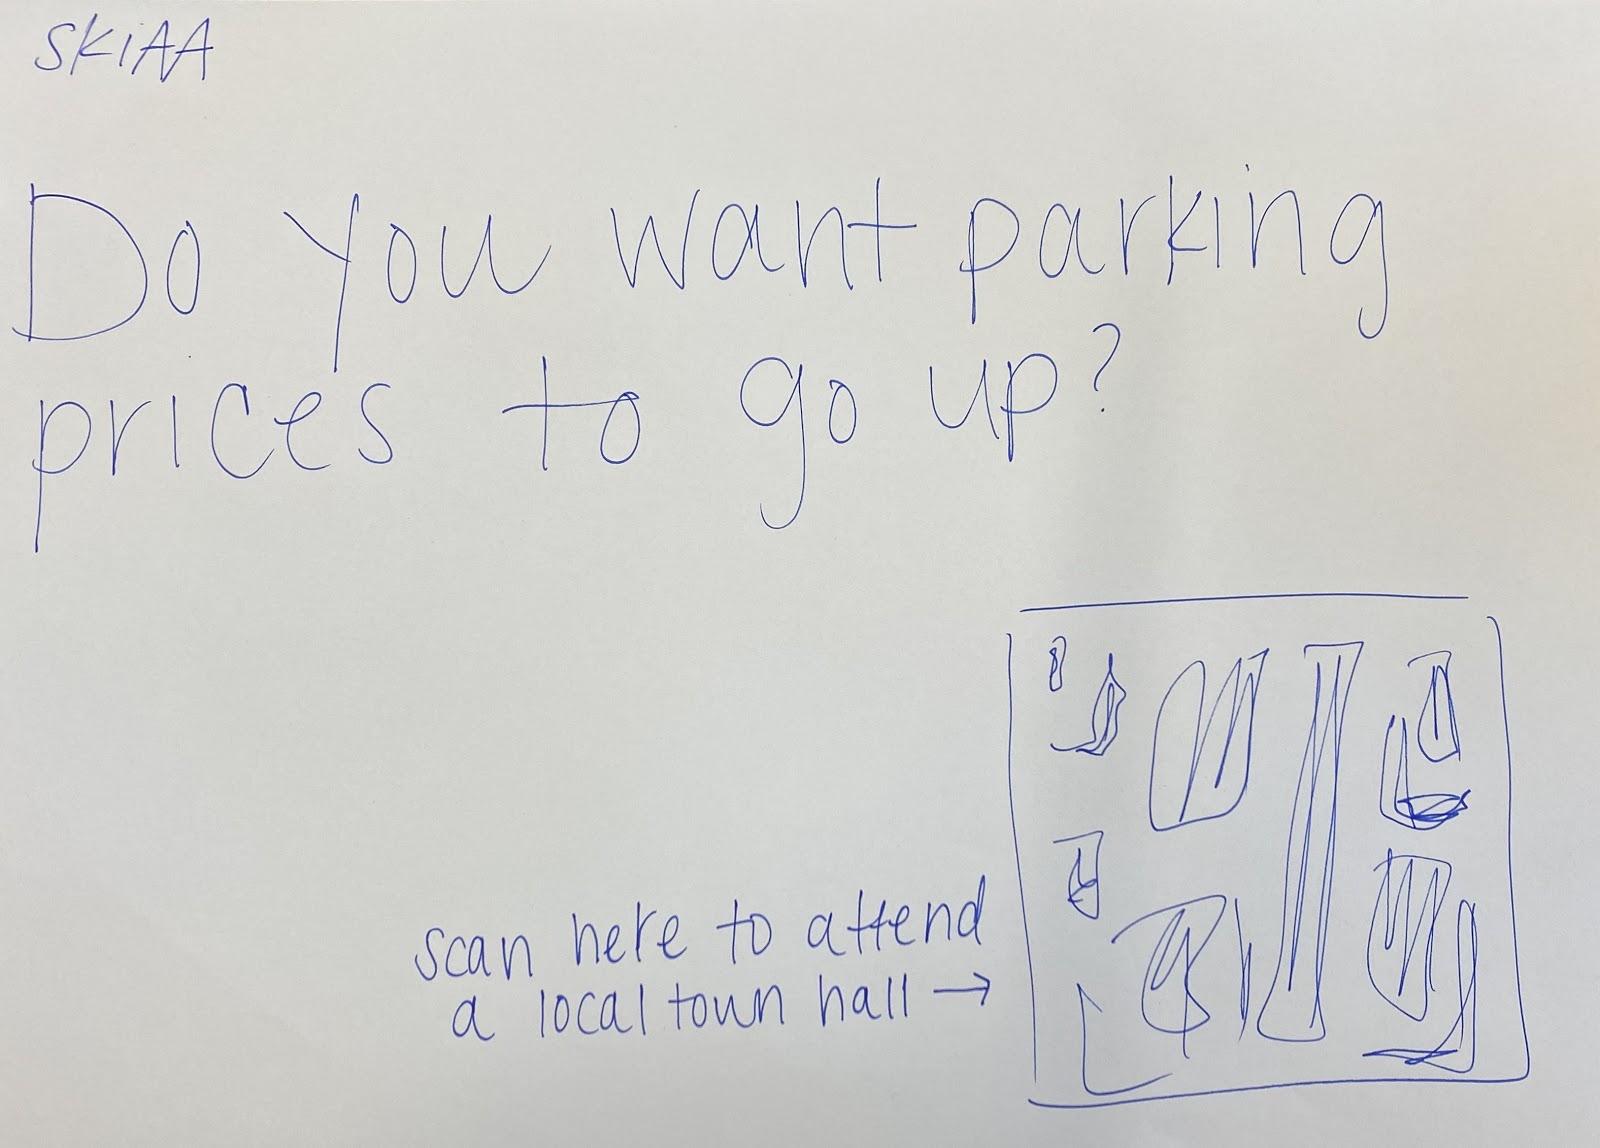 SKiAA
Do you want parking
prices to go up?
scan here to attend
a local town hall →